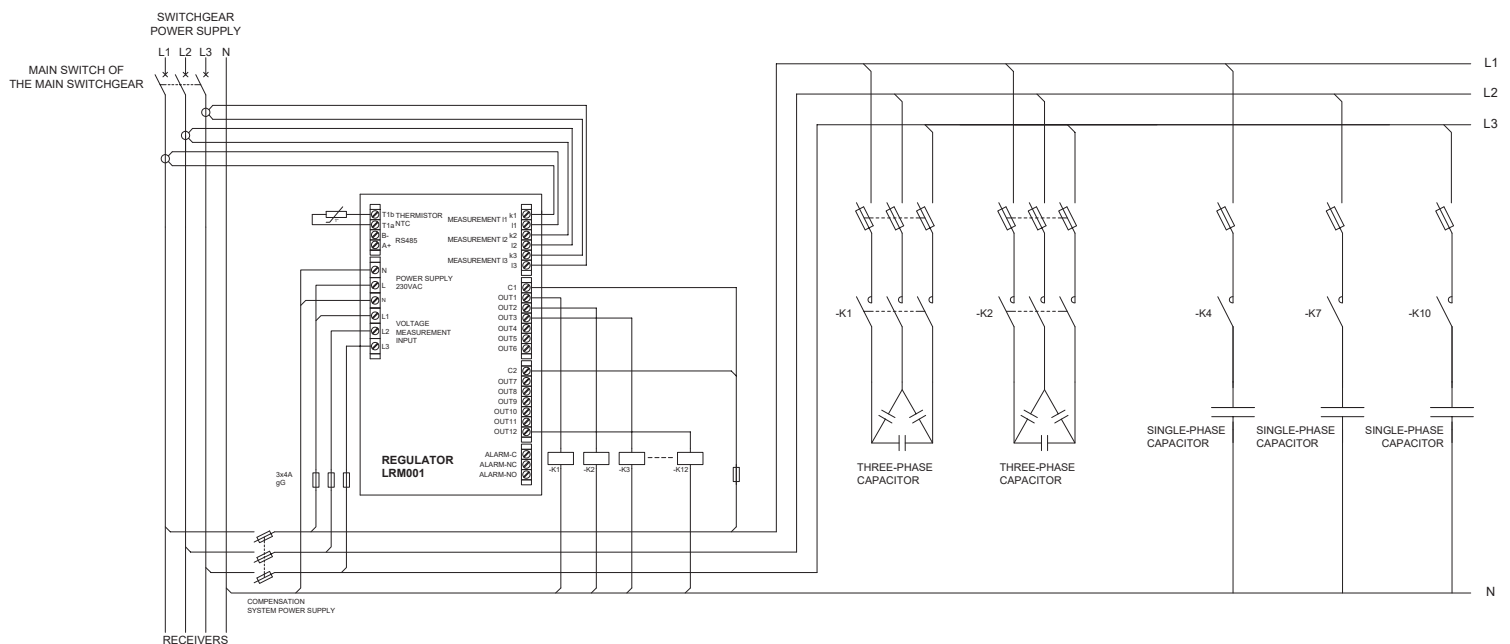 SWITCHGEAR
POWER SUPPLY
L1 L2 L3 N
MAIN SWITCH OF
THE MAIN SWITCHGEAR
L1
L2
L3
T1b THERMISTOR
T1a NTC
B- RS485
A+
N
L POWER SUPPLY
230VAC
N
L1
L2 VOLTAGE
MEASUREMENT
INPUT
L3
k1
MEASUREMENT I1
l1
k2
MEASUREMENT I2
l2
k3
MEASUREMENT I3
l3
C1
OUT1
OUT2
OUT3
OUT4
OUT5
OUT6
C2
OUT7
OUT8
OUT9
OUT10
OUT11
OUT12
ALARM-C
ALARM-NC
ALARM-NO
REGULATOR
LRM001
3x4A
gG
-K1 -K2 -K3 -K12
-K1 -K2 -K4 -K7 -K10
THREE-PHASE
CAPACITOR
THREE-PHASE
CAPACITOR
SINGLE-PHASE
CAPACITOR
SINGLE-PHASE
CAPACITOR
SINGLE-PHASE
CAPACITOR
N
COMPENSATION
SYSTEM POWER SUPPLY
RECEIVERS